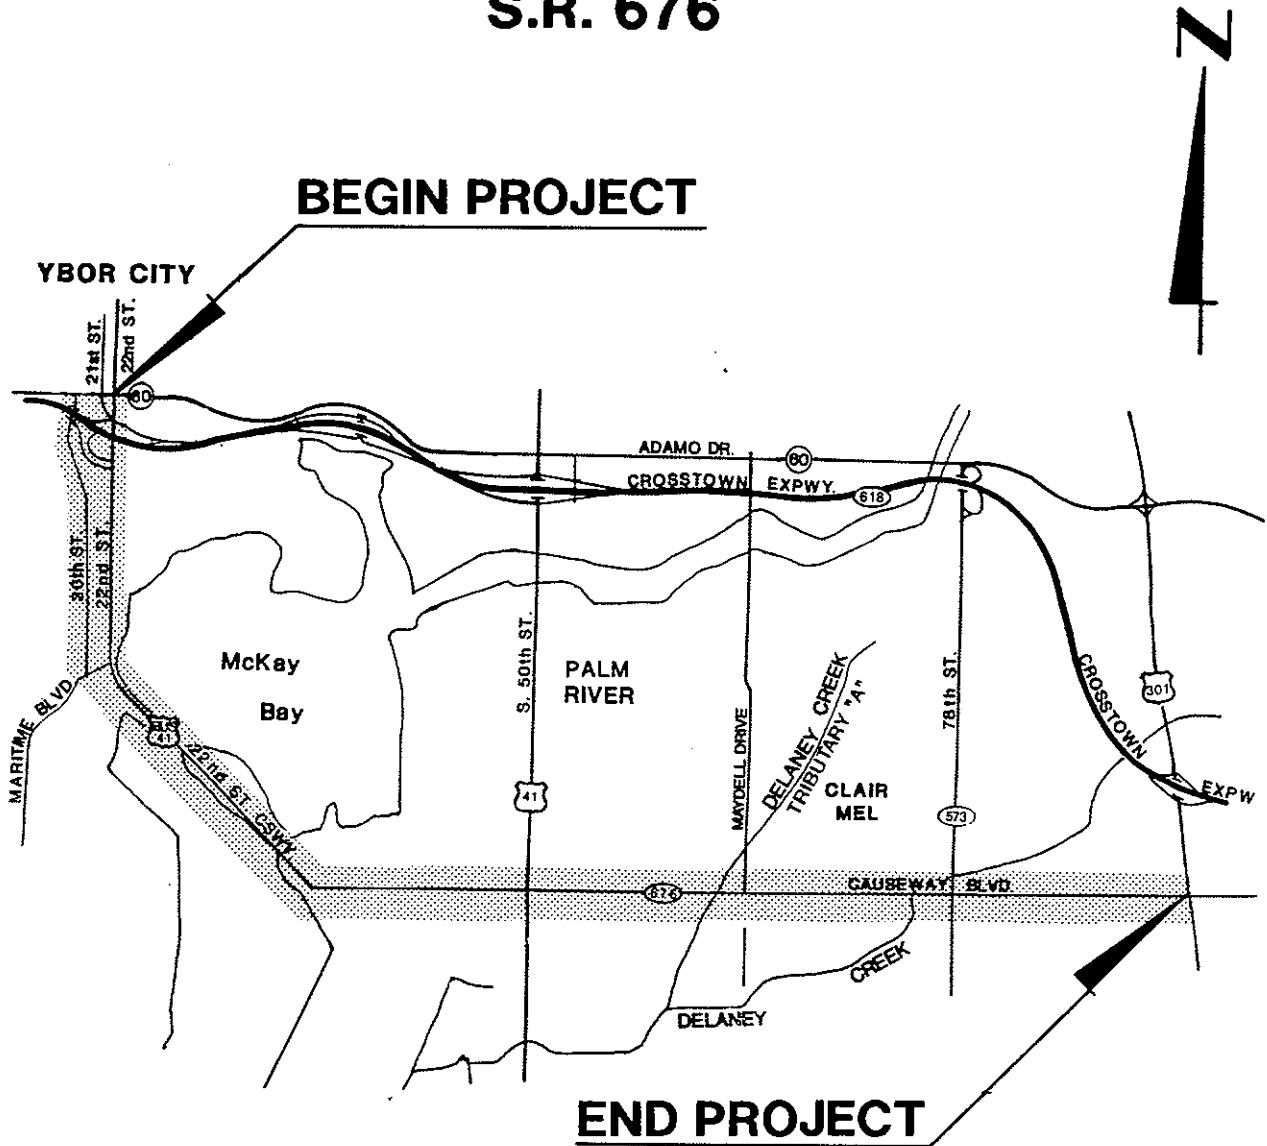 S.R. 676
N
BEGIN PROJECT
YBOR CITY
21st ST.
22nd ST.
60
ADAMO DR.
60
CROSSTOWN EXPWY.
618
20th ST.
22nd ST.
McKay
Bay
S. 50th ST.
PALM
RIVER
MAYDELL DRIVE
DELANEY CREEK
TRIBUTARY "A"
78th ST.
CROSSTOWN
EXPW
301
MARITIME BLVD
41
22nd ST. CSWY
41
CLAIR
MEL
573
676
CAUSEWAY BLVD
CREEK
DELANEY
END PROJECT